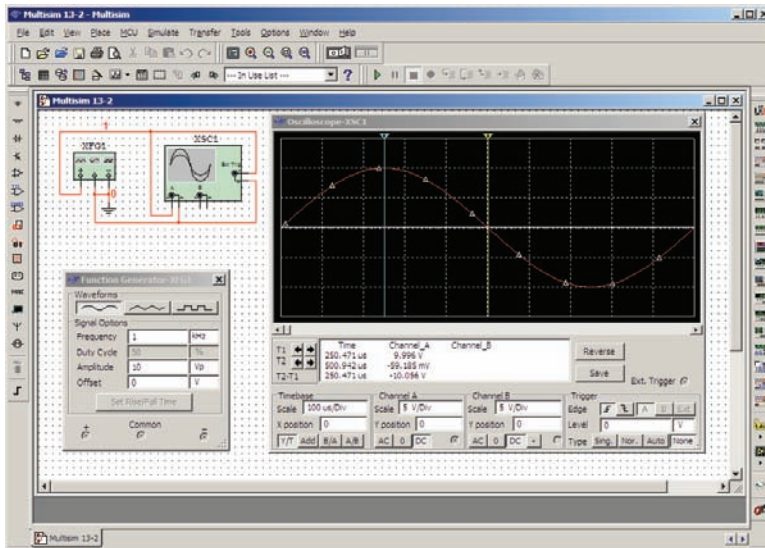 Multisim 13-2 - Multisim
File Edit View Place MCU Simulate Transfer Tools Options Window Help
--- In Use List ---
?
Multisim 13-2
1
XFG1
XSC1
Ext Trig
A B
0
Oscilloscope-XSC1
Function Generator-XFG1
Waveforms
Signal Options
Frequency 1 kHz
Duty Cycle 50 %
Amplitude 10 Vp
Offset 0 V
Set Rise/Fall Time
+ Common -
Time Channel_A Channel_B
T1 250.471 us 9.996 V
T2 500.942 us -59.185 mV
T2-T1 250.471 us -10.056 V
Reverse
Save
Ext. Trigger
Timebase
Scale 100 us/Div
X position 0
Y/T Add B/A A/B
Channel A
Scale 5 V/Div
Y position 0
AC 0 DC
Channel B
Scale 5 V/Div
Y position 0
AC 0 DC -
Trigger
Edge A B Ext
Level 0 V
Type Sing. Nor. Auto None
Multisim 13-2